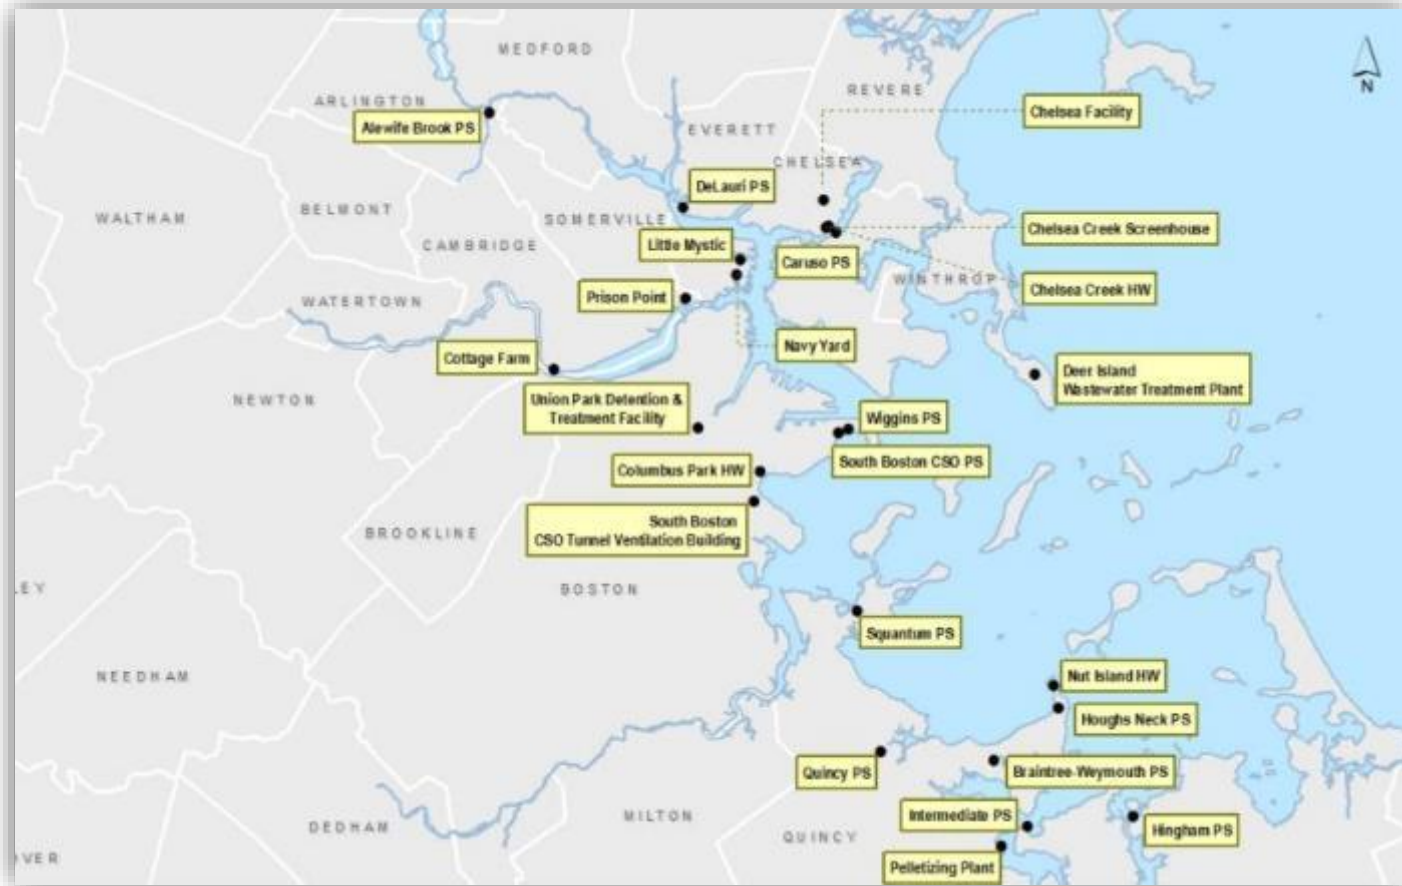 MEDFORD
REVERE
N
ARLINGTON
Chelsea Facility
Alewife Brook PS
EVERETT
CHELSEA
DeLauri PS
WALTHAM
BELMONT
SOMERVILLE
Chelsea Creek Screenhouse
CAMBRIDGE
Little Mystic
Caruso PS
WINTHROP
Chelsea Creek HW
WATERTOWN
Prison Point
Navy Yard
Cottage Farm
Deer Island
Wastewater Treatment Plant
NEWTON
Union Park Detention &
Treatment Facility
Wiggins PS
South Boston CSO PS
Columbus Park HW
South Boston
CSO Tunnel Ventilation Building
BROOKLINE
LEY
BOSTON
Squantum PS
NEEDHAM
Nut Island HW
Houghs Neck PS
Quincy PS
Braintree-Weymouth PS
Intermediate PS
MILTON
DEDHAM
QUINCY
Hingham PS
OVER
Pelletizing Plant